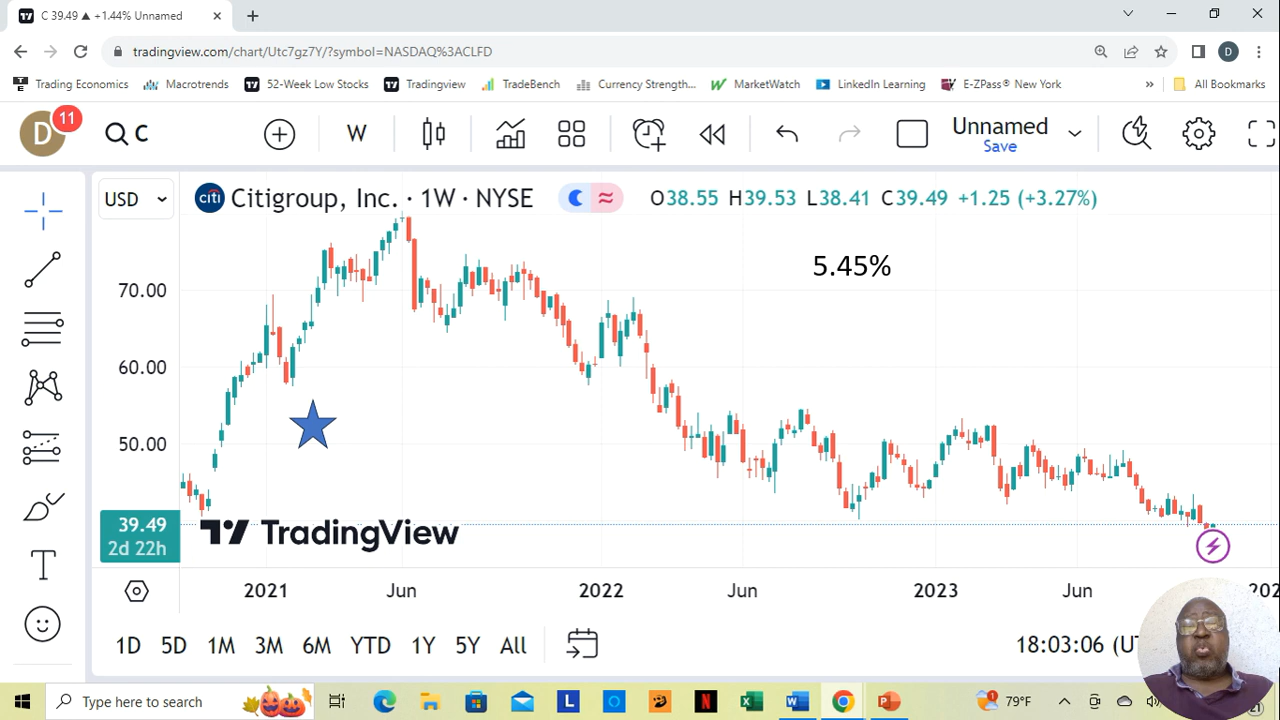 C 39.49 ▲ +1.44% Unnamed
tradingview.com/chart/Utc7gz7Y/?symbol=NASDAQ%3ACLFD
D
Trading Economics
Macrotrends
52-Week Low Stocks
Tradingview
TradeBench
Currency Strength...
MarketWatch
LinkedIn Learning
E-ZPass® New York
»
All Bookmarks
D
11
C
W
Unnamed
Save
USD
citi
Citigroup, Inc. · 1W · NYSE
O38.55 H39.53 L38.41 C39.49 +1.25 (+3.27%)
5.45%
70.00
60.00
50.00
39.49
2d 22h
TradingView
2021
Jun
2022
Jun
2023
Jun
202
1D 5D 1M 3M 6M YTD 1Y 5Y All
18:03:06 (UT
Type here to search
79°F